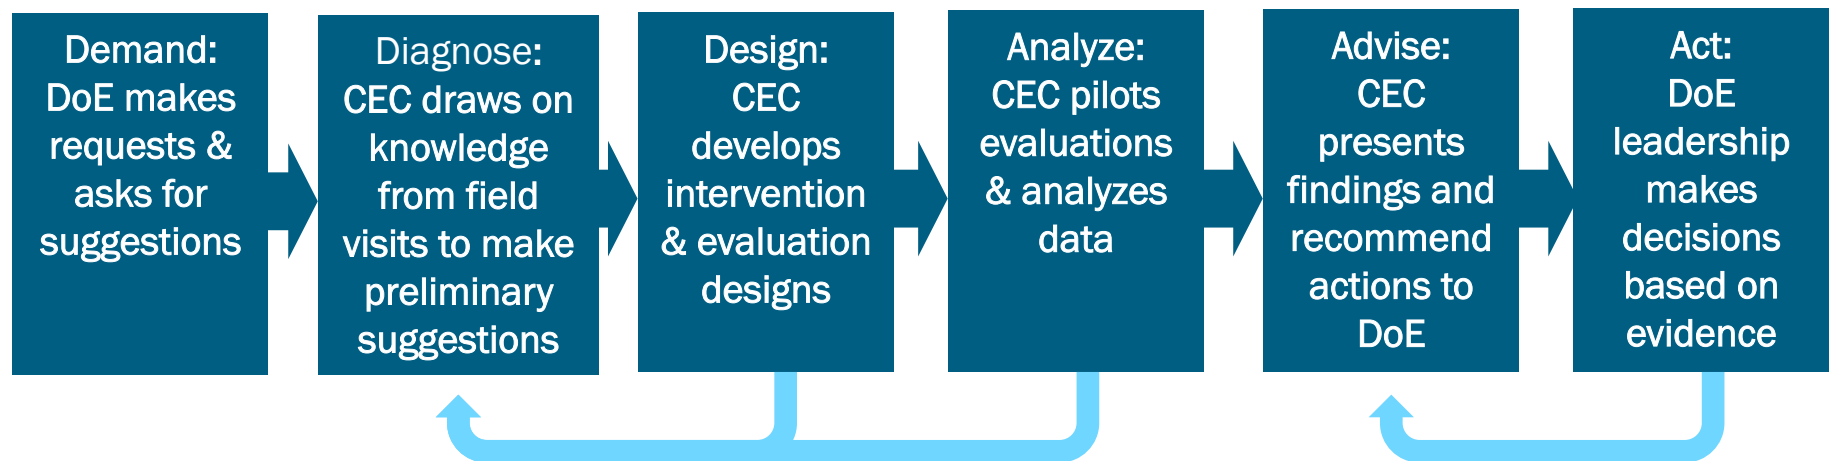 Demand:
DoE makes
requests &
asks for
suggestions
Diagnose:
CEC draws on
knowledge
from field
visits to make
preliminary
suggestions
Design:
CEC
develops
intervention
& evaluation
designs
Analyze:
CEC pilots
evaluations
& analyzes
data
Advise:
CEC
presents
findings and
recommend
actions to
DoE
Act:
DoE
leadership
makes
decisions
based on
evidence